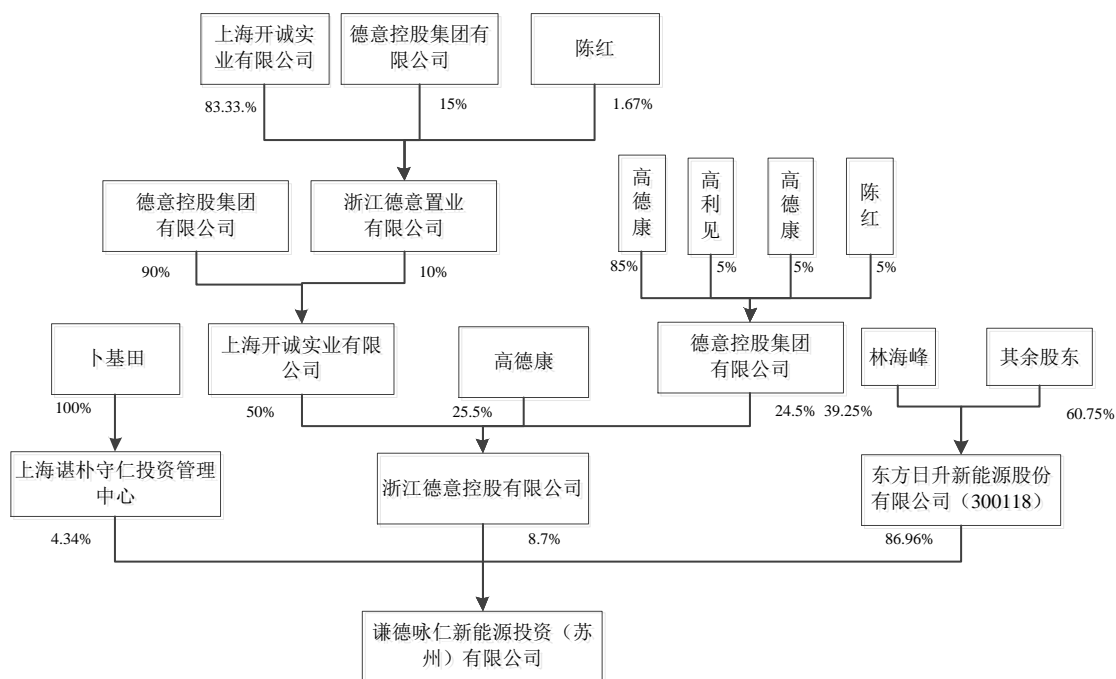 上海开诚实
业有限公司
德意控股集团有
限公司
陈红
83.33.%
15%
1.67%
德意控股集团
有限公司
浙江德意置业
有限公司
高
德
康
高
利
见
高
德
康
陈
红
90%
10%
85%
5%
5%
5%
卜基田
上海开诚实业有限
公司
高德康
德意控股集团
有限公司
林海峰
其余股东
100%
50%
25.5%
24.5%
39.25%
60.75%
上海谌朴守仁投资管理
中心
浙江德意控股有限公司
东方日升新能源股份
有限公司（300118）
4.34%
8.7%
86.96%
谦德咏仁新能源投资（苏
州）有限公司